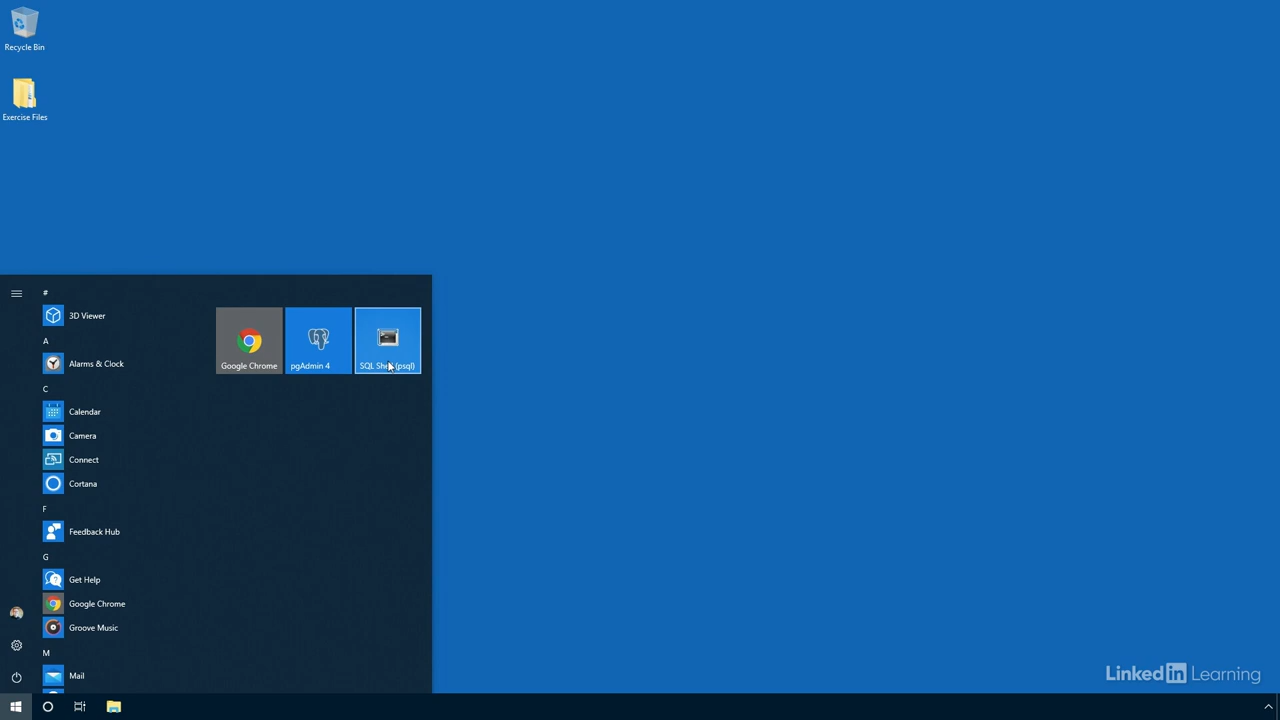 Recycle Bin
Exercise Files
#
3D Viewer
A
Alarms & Clock
C
Calendar
Camera
Connect
Cortana
F
Feedback Hub
G
Get Help
Google Chrome
Groove Music
M
Mail
Google Chrome
pgAdmin 4
SQL Shell (psql)
LinkedIn Learning